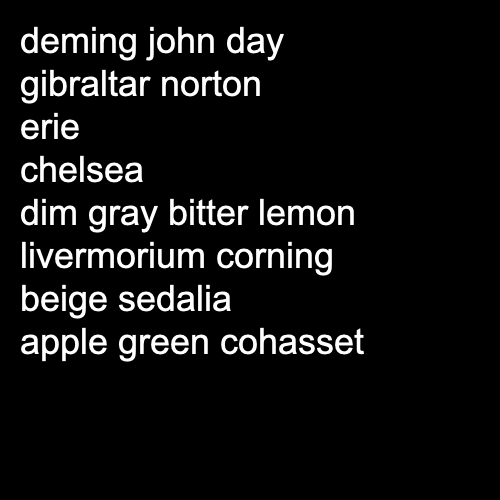 deming john day
gibraltar norton
erie
chelsea
dim gray bitter lemon
livermorium corning
beige sedalia
apple green cohasset